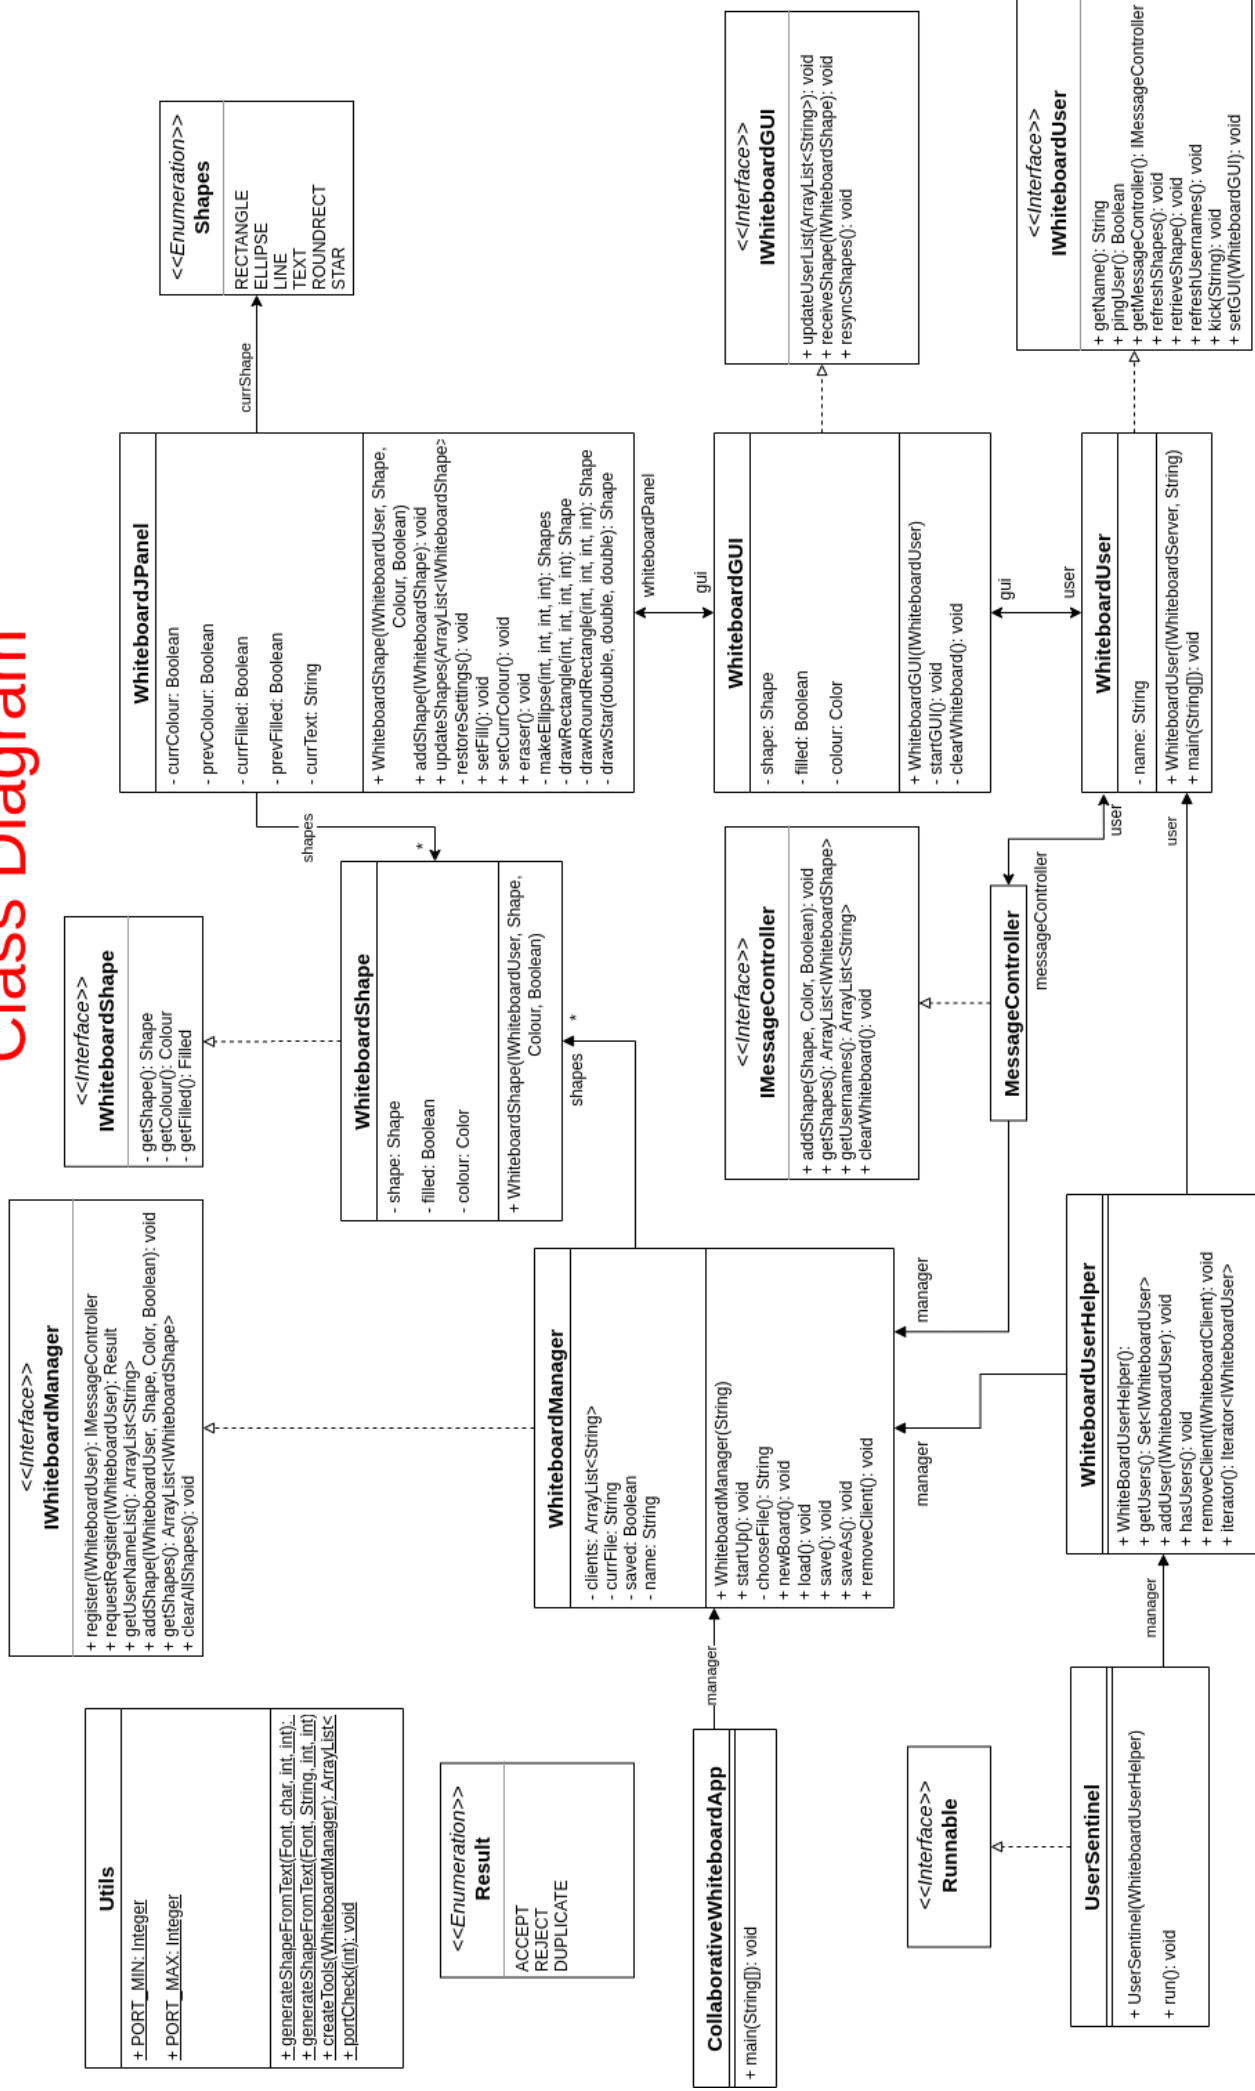 Class Diagram
Utils
+ PORT_MIN: Integer
+ PORT_MAX: Integer
+ generateShapeFromText(Font, char, int, int):
+ generateShapeFromText(Font, String, int, int)
+ createTools(WhiteboardManager): ArrayList<
+ portCheck(int): void
<<Interface>>
IWhiteboardManager
+ register(IWhiteboardUser): IMessageController
+ requestRegsiter(IWhiteboardUser): Result
+ getUserNameList(): ArrayList<String>
+ addShape(IWhiteboardUser, Shape, Color, Boolean): void
+ getShapes(): ArrayList<IWhiteboardShape>
+ clearAllShapes(): void
<<Interface>>
IWhiteboardShape
- getShape(): Shape
- getColour(): Colour
- getFilled(): Filled
WhiteboardJPanel
- currColour: Boolean
- prevColour: Boolean
- currFilled: Boolean
- prevFilled: Boolean
- currText: String
+ WhiteboardShape(IWhiteboardUser, Shape,
Colour, Boolean)
+ addShape(IWhiteboardShape): void
+ updateShapes(ArrayList<IWhiteboardShape>
- restoreSettings(): void
+ setFill(): void
+ setCurrColour(): void
+ eraser(): void
- makeEllipse(int, int, int): Shapes
- drawRectangle(int, int, int): Shape
- drawRoundRectangle(int, int, int): Shape
- drawStar(double, double, double): Shape
currShape
<<Enumeration>>
Shapes
RECTANGLE
ELLIPSE
LINE
TEXT
ROUNDRECT
STAR
shapes
*
WhiteboardShape
- shape: Shape
- filled: Boolean
- colour: Color
+ WhiteboardShape(IWhiteboardUser, Shape,
Colour, Boolean)
shapes
*
<<Enumeration>>
Result
ACCEPT
REJECT
DUPLICATE
WhiteboardManager
- clients: ArrayList<String>
- currFile: String
- saved: Boolean
- name: String
+ WhiteboardManager(String)
+ startUp(): void
- chooseFile(): String
+ newBoard(): void
+ load(): void
+ save(): void
+ saveAs(): void
+ removeClient(): void
whiteboardPanel
gui
CollaborativeWhiteboardApp
+ main(String[]): void
manager
<<Interface>>
IMessageController
+ addShape(Shape, Color, Boolean): void
+ getShapes(): ArrayList<IWhiteboardShape>
+ getUsernames(): ArrayList<String>
+ clearWhiteboard(): void
WhiteboardGUI
- shape: Shape
- filled: Boolean
- colour: Color
+ WhiteboardGUI(IWhiteboardUser)
- startGUI(): void
- clearWhiteboard(): void
<<Interface>>
IWhiteboardGUI
+ updateUserList(ArrayList<String>): void
+ receiveShape(IWhiteboardShape): void
+ resyncShapes(): void
<<Interface>>
Runnable
manager
manager
MessageController
messageController
user
gui
user
UserSentinel
+ UserSentinel(WhiteboardUserHelper)
+ run(): void
manager
WhiteboardUserHelper
+ WhiteBoardUserHelper():
+ getUsers(): Set<IWhiteboardUser>
+ addUser(IWhiteboardUser): void
+ hasUsers(): void
+ removeClient(IWhiteboardClient): void
+ iterator(): Iterator<IWhiteboardUser>
user
WhiteboardUser
- name: String
+ WhiteboardUser(IWhiteboardServer, String)
+ main(String[]): void
<<Interface>>
IWhiteboardUser
+ getName(): String
+ pingUser(): Boolean
+ getMessageController(): IMessageController
+ refreshShapes(): void
+ retrieveShape(): void
+ refreshUsernames(): void
+ kick(String): void
+ setGUI(WhiteboardGUI): void